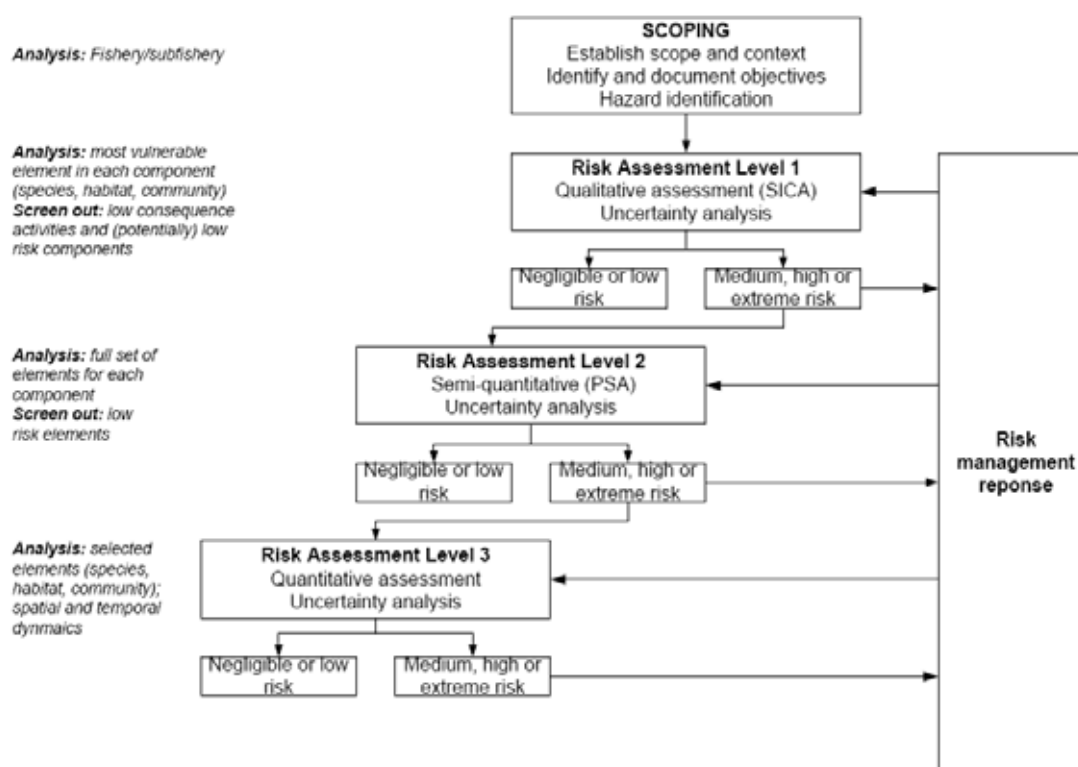 SCOPING
Establish scope and context
Identify and document objectives
Hazard identification
Analysis: Fishery/subfishery
Analysis: most vulnerable
element in each component
(species, habitat, community)
Screen out: low consequence
activities and (potentially) low
risk components
Risk Assessment Level 1
Qualitative assessment (SICA)
Uncertainty analysis
Negligible or low
risk
Medium, high or
extreme risk
Analysis: full set of
elements for each
component
Screen out: low
risk elements
Risk Assessment Level 2
Semi-quantitative (PSA)
Uncertainty analysis
Negligible or low
risk
Medium, high or
extreme risk
Risk
management
reponse
Analysis: selected
elements (species,
habitat, community);
spatial and temporal
dynmaics
Risk Assessment Level 3
Quantitative assessment
Uncertainty analysis
Negligible or low
risk
Medium, high or
extreme risk